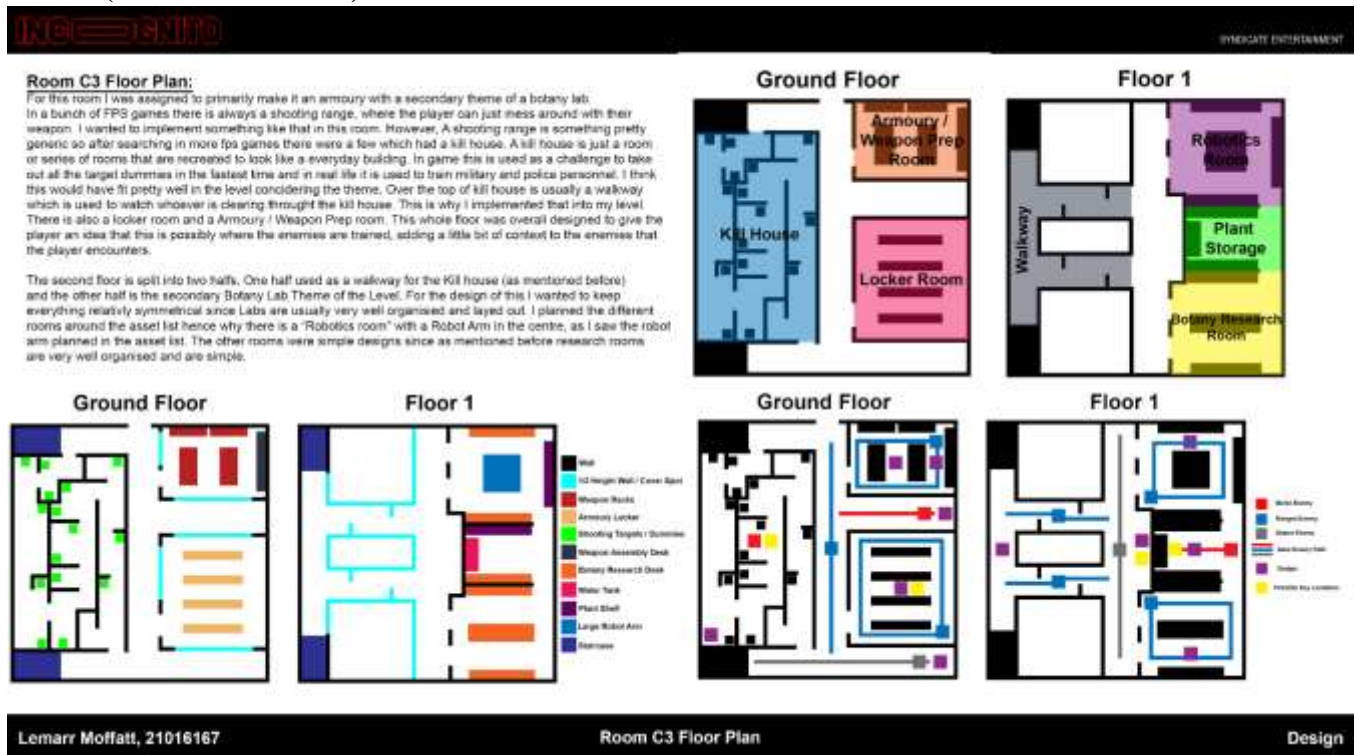 INCOGNITO
SYNDICATE ENTERTAINMENT
Room C3 Floor Plan:
For this room I was assigned to primarily make it an armoury with a secondary theme of a botany lab.
In a bunch of FPS games there is always a shooting range, where the player can just mess around with their
weapon. I wanted to implement something like that in this room. However, A shooting range is something pretty
generic so after searching in more fps games there were a few which had a kill house. A kill house is just a room
or series of rooms that are recreated to look like a everyday building. In game this is used as a challenge to take
out all the target dummies in the fastest time and in real life it is used to train military and police personnel. I think
this would have fit pretty well in the level concidering the theme. Over the top of kill house is usually a walkway
which is used to watch whoever is clearing throught the kill house. This is why I implemented that into my level.
There is also a locker room and a Armoury / Weapon Prep room. This whole floor was overall designed to give the
player an idea that this is possibly where the enemies are trained, adding a little bit of context to the enemies that
the player encounters.
The second floor is split into two halfs. One half used as a walkway for the Kill house (as mentioned before)
and the other half is the secondary Botany Lab Theme of the Level. For the design of this I wanted to keep
everything relativly symmetrical since Labs are usually very well organised and layed out. I planned the different
rooms around the asset list hence why there is a "Robotics room" with a Robot Arm in the centre, as I saw the robot
arm planned in the asset list. The other rooms were simple designs since as mentioned before research rooms
are very well organised and are simple.
Ground Floor
Armoury /
Weapon Prep
Room
Kill House
Locker Room
Floor 1
Robotics
Room
Walkway
Plant
Storage
Botany Research
Room
Ground Floor
Floor 1
Wall
1/2 Height Wall / Cover Spot
Weapon Racks
Armoury Locker
Shooting Targets / Dummies
Weapon Assembly Desk
Botany Research Desk
Water Tank
Plant Shelf
Large Robot Arm
Staircase
Ground Floor
Floor 1
Ranged Enemy
Possible Key Location
Lemarr Moffatt, 21016167
Room C3 Floor Plan
Design